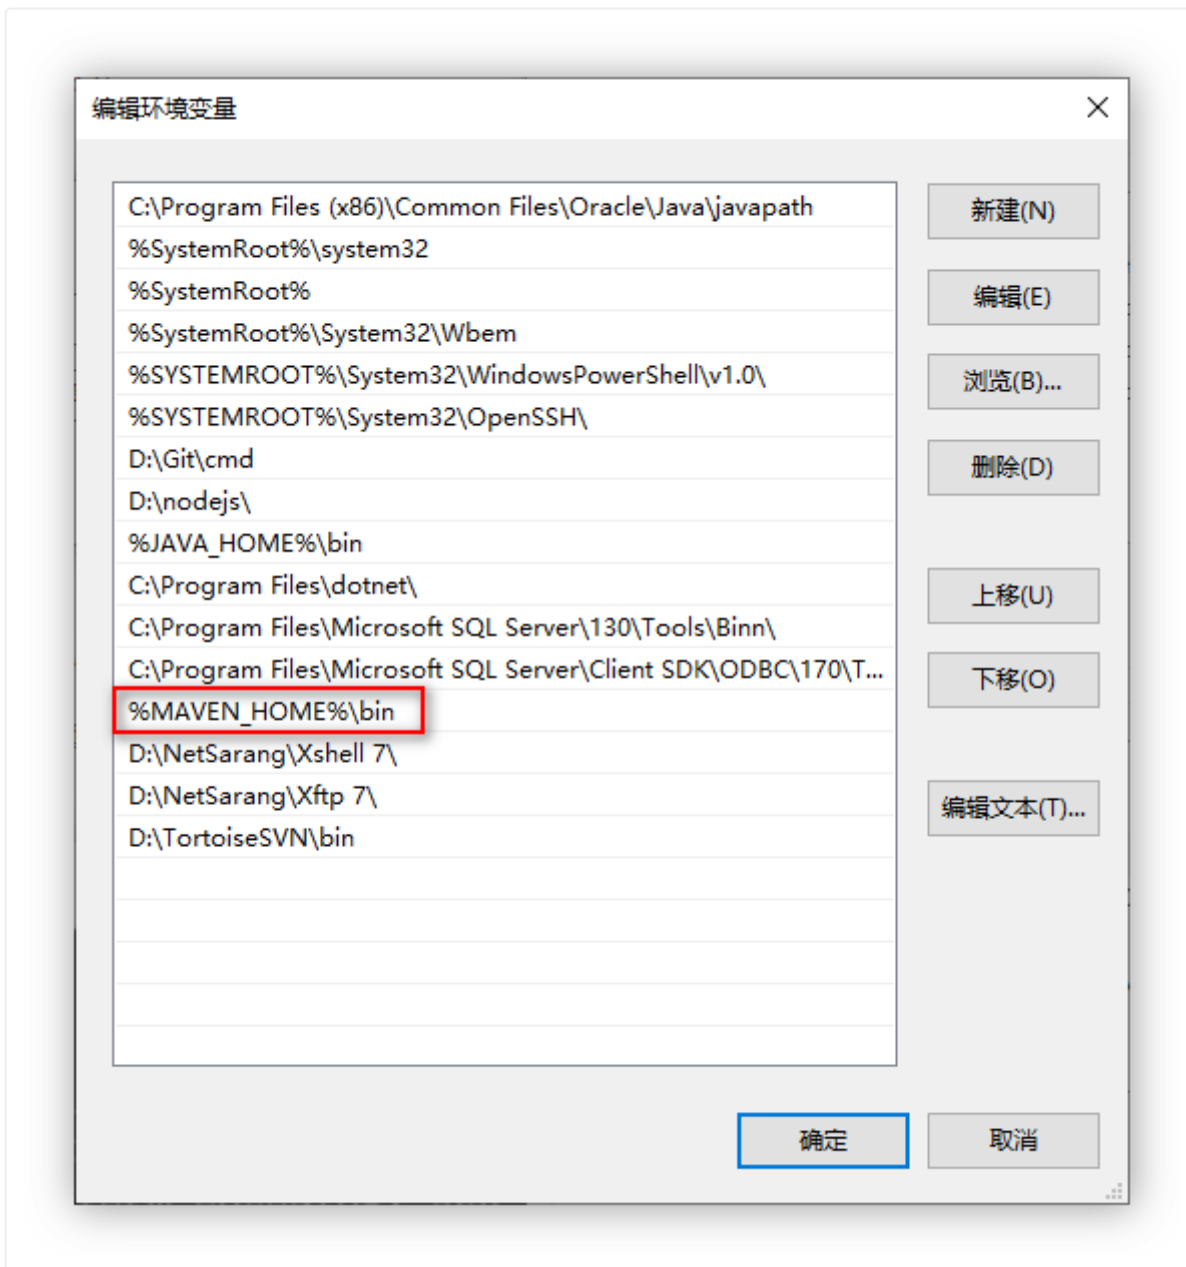 编辑环境变量
C:\Program Files (x86)\Common Files\Oracle\Java\javapath
新建(N)
%SystemRoot%\system32
%SystemRoot%
编辑(E)
%SystemRoot%\System32\Wbem
%SYSTEMROOT%\System32\WindowsPowerShell\v1.0\
浏览(B)...
%SYSTEMROOT%\System32\OpenSSH\
D:\Git\cmd
删除(D)
D:\nodejs\
%JAVA_HOME%\bin
C:\Program Files\dotnet\
上移(U)
C:\Program Files\Microsoft SQL Server\130\Tools\Binn\
C:\Program Files\Microsoft SQL Server\Client SDK\ODBC\170\T...
下移(O)
%MAVEN_HOME%\bin
D:\NetSarang\Xshell 7\
D:\NetSarang\Xftp 7\
编辑文本(T)...
D:\TortoiseSVN\bin
确定
取消